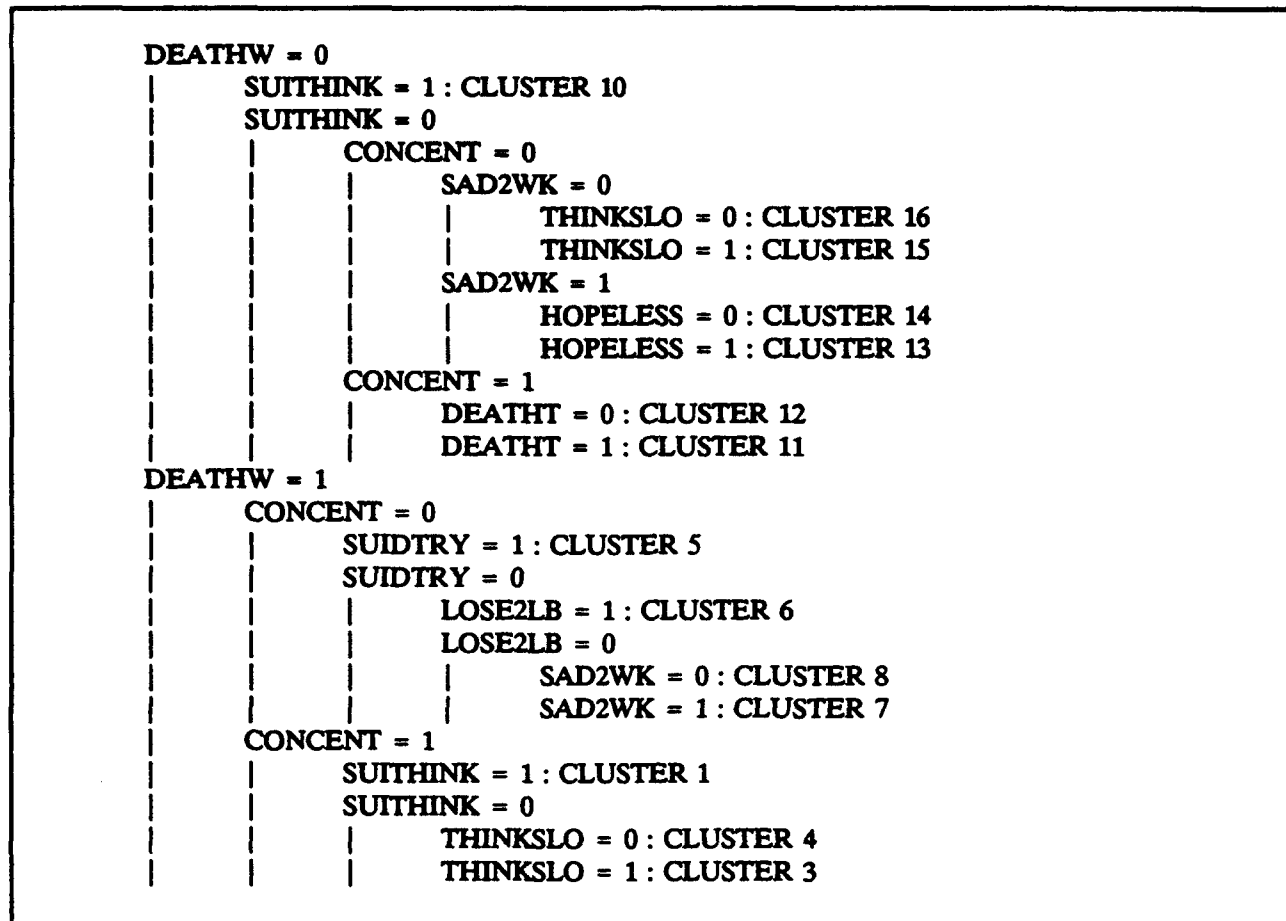 DEATHW = 0
| SUITHINK = 1 : CLUSTER 10
| SUITHINK = 0
| | CONCENT = 0
| | | SAD2WK = 0
| | | | THINKSLO = 0 : CLUSTER 16
| | | | THINKSLO = 1 : CLUSTER 15
| | | SAD2WK = 1
| | | | HOPELESS = 0 : CLUSTER 14
| | | | HOPELESS = 1 : CLUSTER 13
| | CONCENT = 1
| | | DEATHT = 0 : CLUSTER 12
| | | DEATHT = 1 : CLUSTER 11
DEATHW = 1
| CONCENT = 0
| | SUIDTRY = 1 : CLUSTER 5
| | SUIDTRY = 0
| | | LOSE2LB = 1 : CLUSTER 6
| | | LOSE2LB = 0
| | | | SAD2WK = 0 : CLUSTER 8
| | | | SAD2WK = 1 : CLUSTER 7
| CONCENT = 1
| | SUITHINK = 1 : CLUSTER 1
| | SUITHINK = 0
| | | THINKSLO = 0 : CLUSTER 4
| | | THINKSLO = 1 : CLUSTER 3